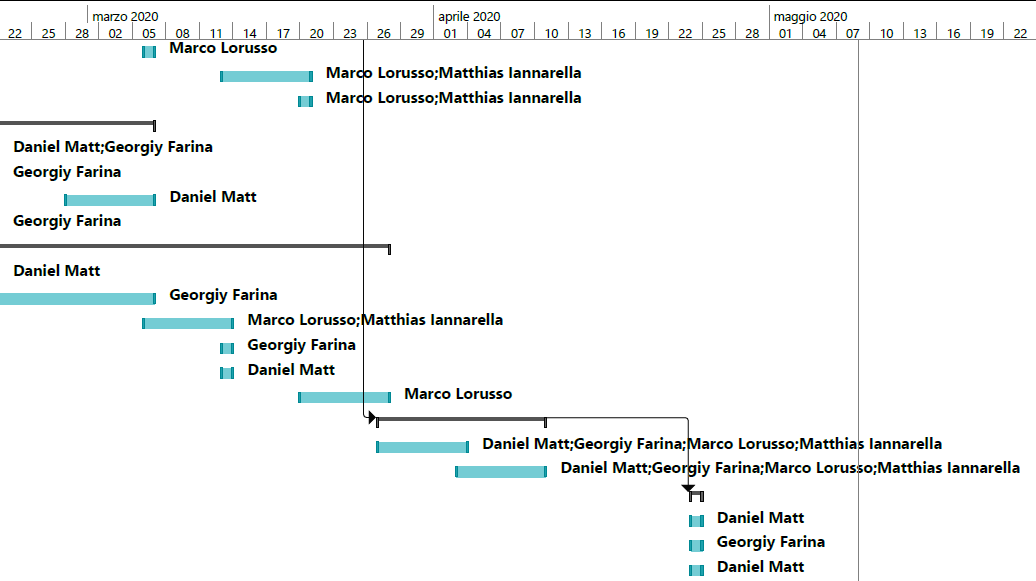 marzo 2020 aprile 2020 maggio 2020
22 25 28 02 05 08 11 14 17 20 23 26 29 01 04 07 10 13 16 19 22 25 28 01 04 07 10 13 16 19 22
Marco Lorusso
Marco Lorusso;Matthias Iannarella
Marco Lorusso;Matthias Iannarella
Daniel Matt;Georgiy Farina
Georgiy Farina
Daniel Matt
Georgiy Farina
Daniel Matt
Georgiy Farina
Marco Lorusso;Matthias Iannarella
Georgiy Farina
Daniel Matt
Marco Lorusso
Daniel Matt;Georgiy Farina;Marco Lorusso;Matthias Iannarella
Daniel Matt;Georgiy Farina;Marco Lorusso;Matthias Iannarella
Daniel Matt
Georgiy Farina
Daniel Matt